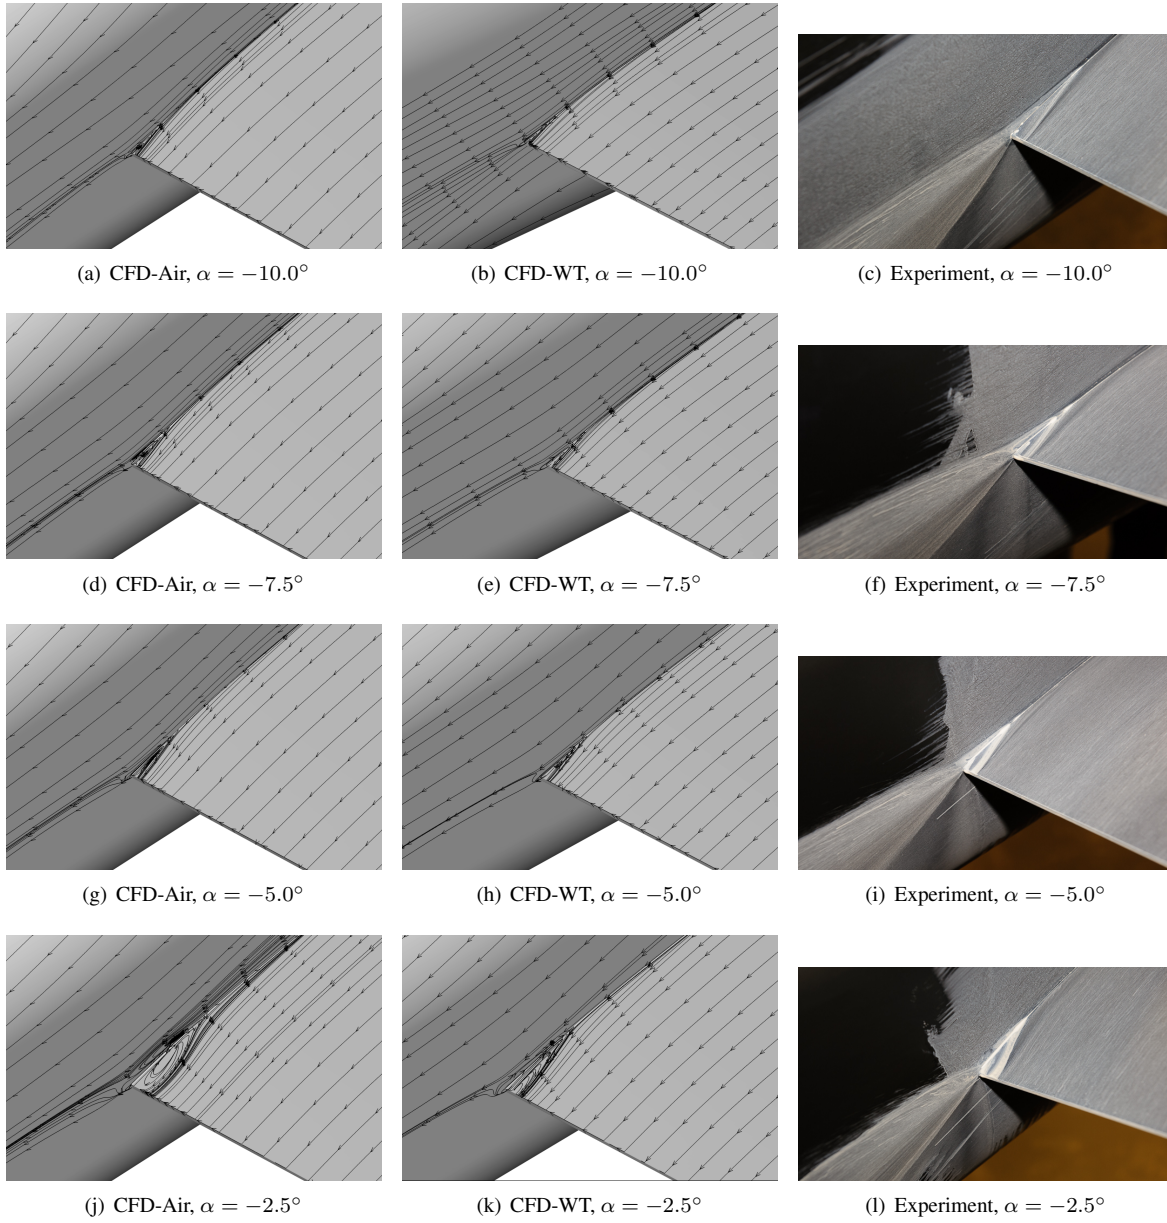 (a) CFD-Air, α = −10.0°
(b) CFD-WT, α = −10.0°
(c) Experiment, α = −10.0°
(d) CFD-Air, α = −7.5°
(e) CFD-WT, α = −7.5°
(f) Experiment, α = −7.5°
(g) CFD-Air, α = −5.0°
(h) CFD-WT, α = −5.0°
(i) Experiment, α = −5.0°
(j) CFD-Air, α = −2.5°
(k) CFD-WT, α = −2.5°
(l) Experiment, α = −2.5°